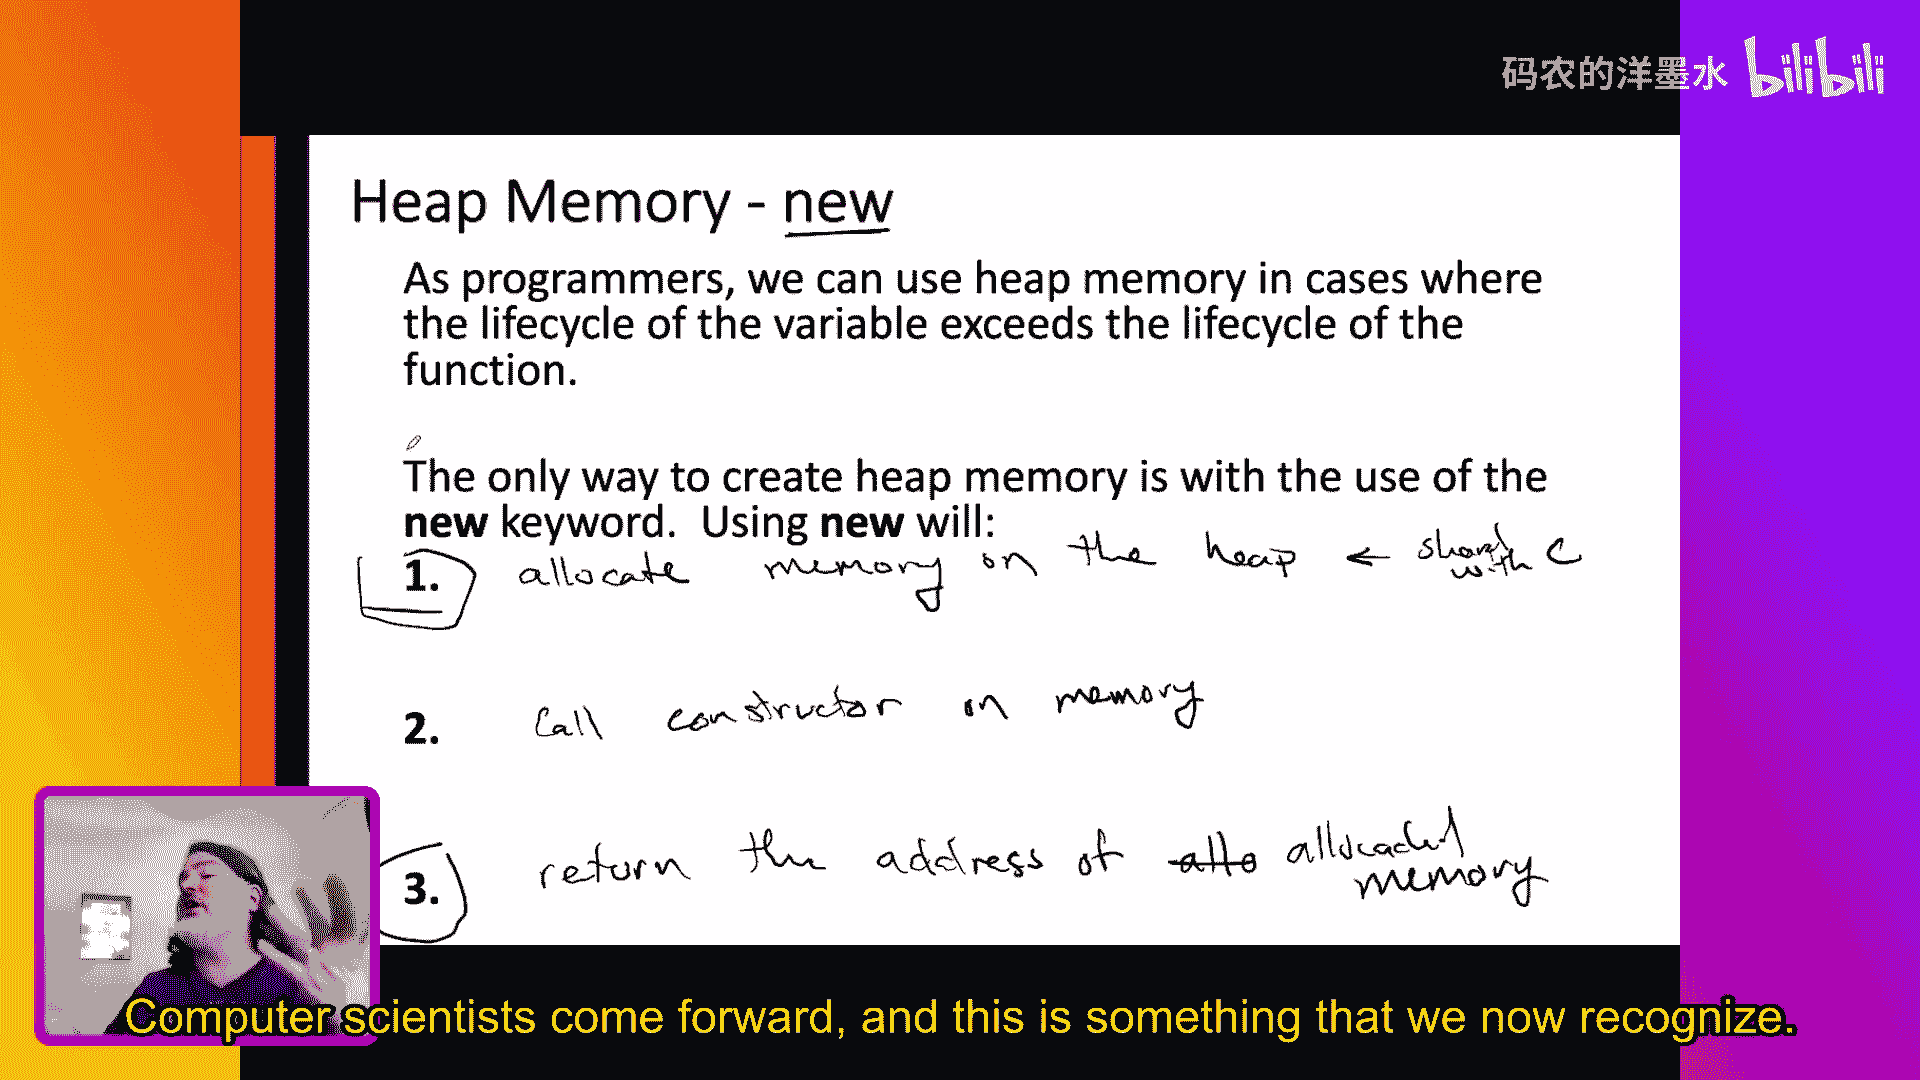 码农的洋墨水 bilibili
Heap Memory - new
As programmers, we can use heap memory in cases where
the lifecycle of the variable exceeds the lifecycle of the
function.
The only way to create heap memory is with the use of the
new keyword. Using new will:
1. allocate memory on the heap ← shared with C
2. Call constructor on memory
3. return the address of allo allocated
memory
Computer scientists come forward, and this is something that we now recognize.